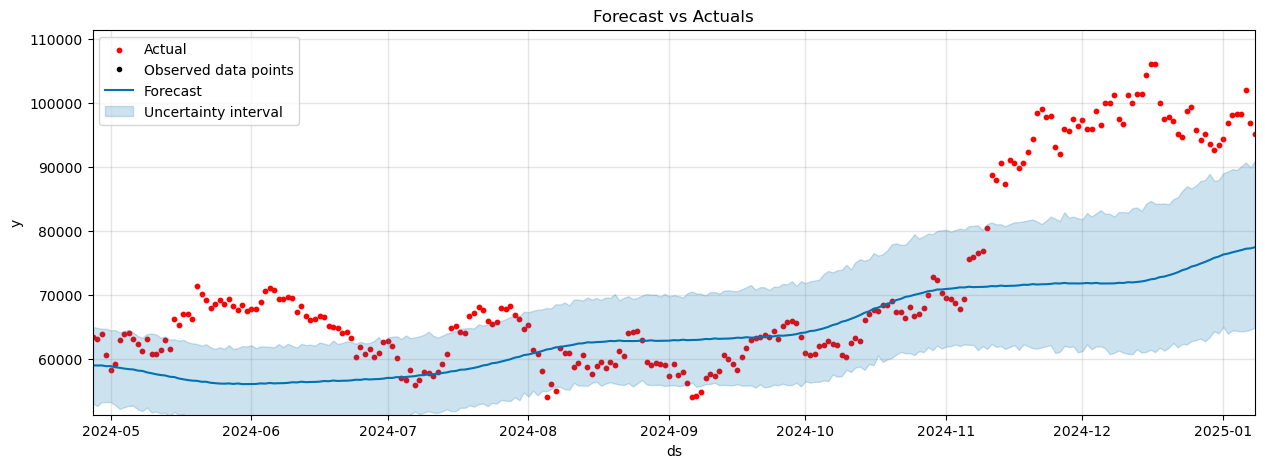 Forecast vs Actuals
110000
100000
90000
80000
70000
60000
y
Actual
Observed data points
Forecast
Uncertainty interval
2024-05 2024-06 2024-07 2024-08 2024-09 2024-10 2024-11 2024-12 2025-01
ds